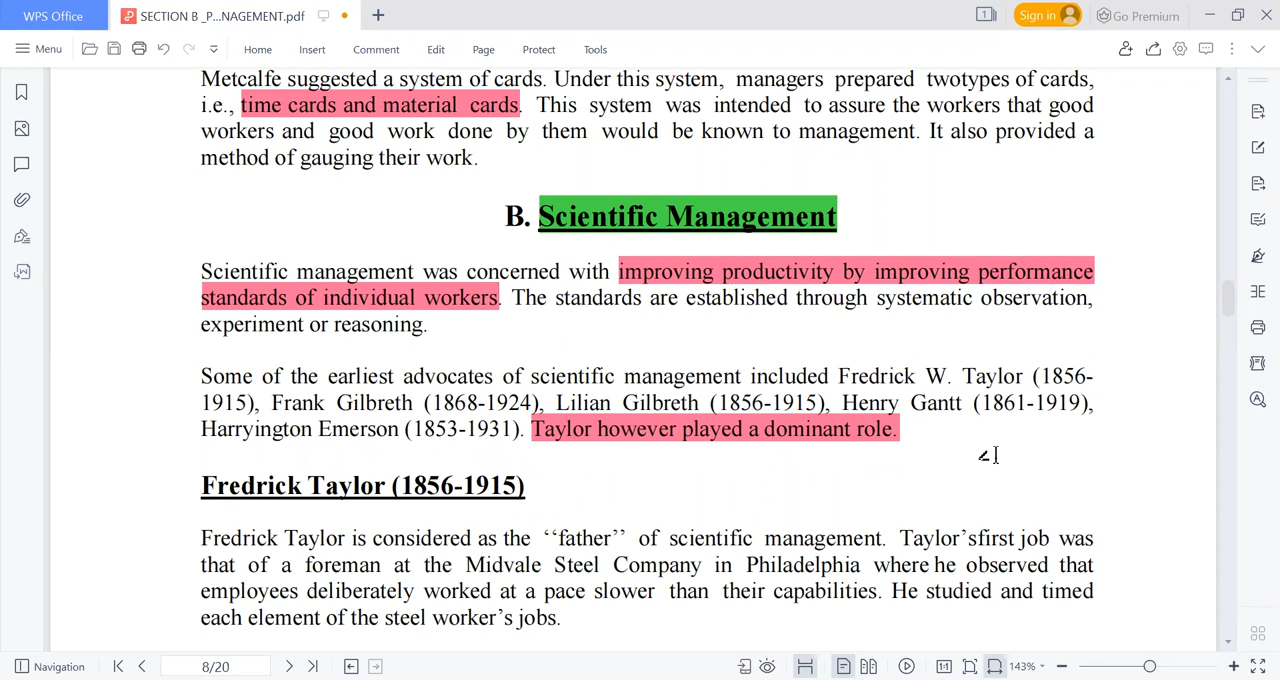 WPS Office
SECTION B _P...NAGEMENT.pdf
1
Sign in
Go Premium
Menu
Home
Insert
Comment
Edit
Page
Protect
Tools
Metcalfe suggested a system of cards. Under this system, managers prepared twotypes of cards,
i.e., time cards and material cards. This system was intended to assure the workers that good
workers and good work done by them would be known to management. It also provided a
method of gauging their work.
B. Scientific Management
Scientific management was concerned with improving productivity by improving performance
standards of individual workers. The standards are established through systematic observation,
experiment or reasoning.
Some of the earliest advocates of scientific management included Fredrick W. Taylor (1856-
1915), Frank Gilbreth (1868-1924), Lilian Gilbreth (1856-1915), Henry Gantt (1861-1919),
Harryington Emerson (1853-1931). Taylor however played a dominant role.
Fredrick Taylor (1856-1915)
Fredrick Taylor is considered as the ‘‘father’’ of scientific management. Taylor’sfirst job was
that of a foreman at the Midvale Steel Company in Philadelphia where he observed that
employees deliberately worked at a pace slower than their capabilities. He studied and timed
each element of the steel worker’s jobs.
Navigation
8/20
1:1
143%